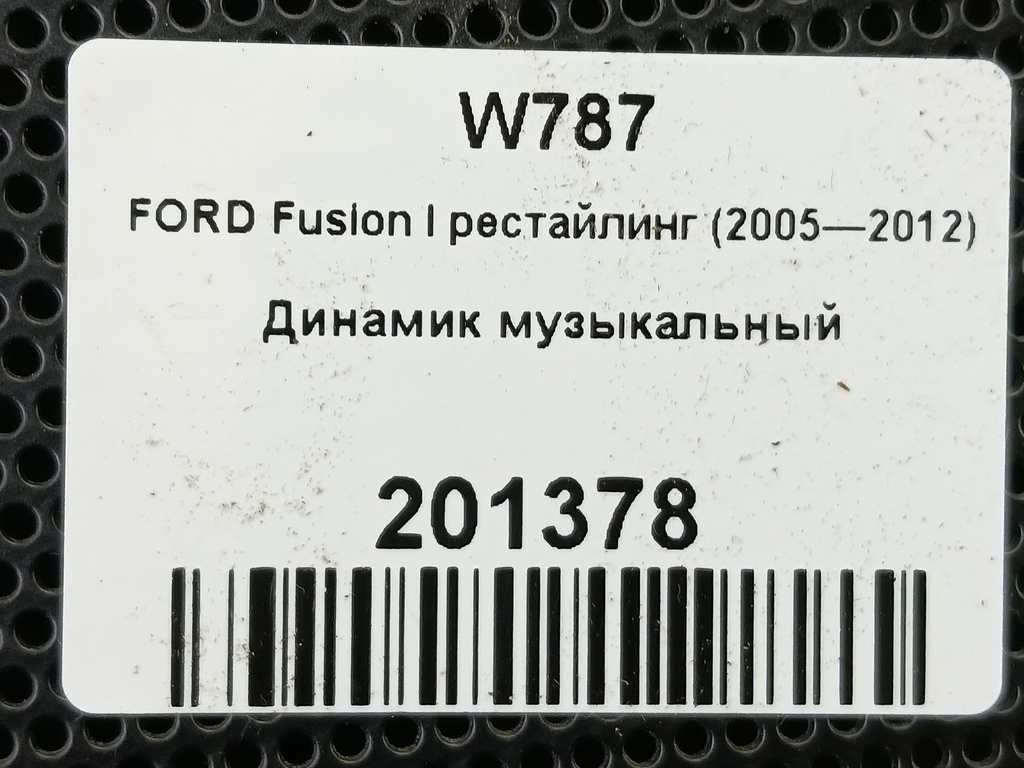 W787
FORD Fusion I рестайлинг (2005—2012)
Динамик музыкальный
201378